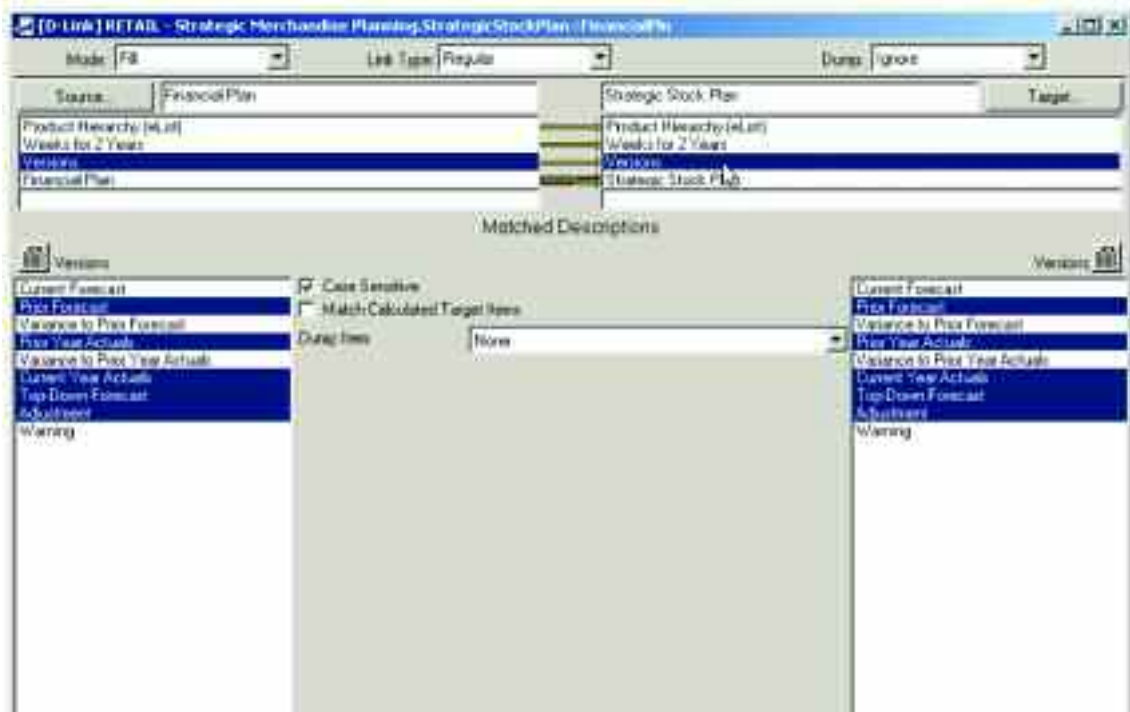 [D-Link] RETAIL - Strategic Merchandise Planning.StrategicStockPlan
Mode Fill Link Type Regular Dump Ignore
Source... Financial Plan Strategic Stock Plan Target...
Product Hierarchy (eList) Product Hierarchy (eList)
Weeks for 2 Years Weeks for 2 Years
Versions Versions
Financial Plan Strategic Stock Plan
Matched Descriptions
Versions Versions
Current Forecast Case Sensitive Current Forecast
Prior Forecast Match Calculated Target Items Prior Forecast
Variance to Prior Forecast Variance to Prior Forecast
Prior Year Actuals Dump Item None Prior Year Actuals
Variance to Prior Year Actuals Variance to Prior Year Actuals
Current Year Actuals Current Year Actuals
Top-Down Forecast Top-Down Forecast
Adjustment Adjustment
Warning Warning